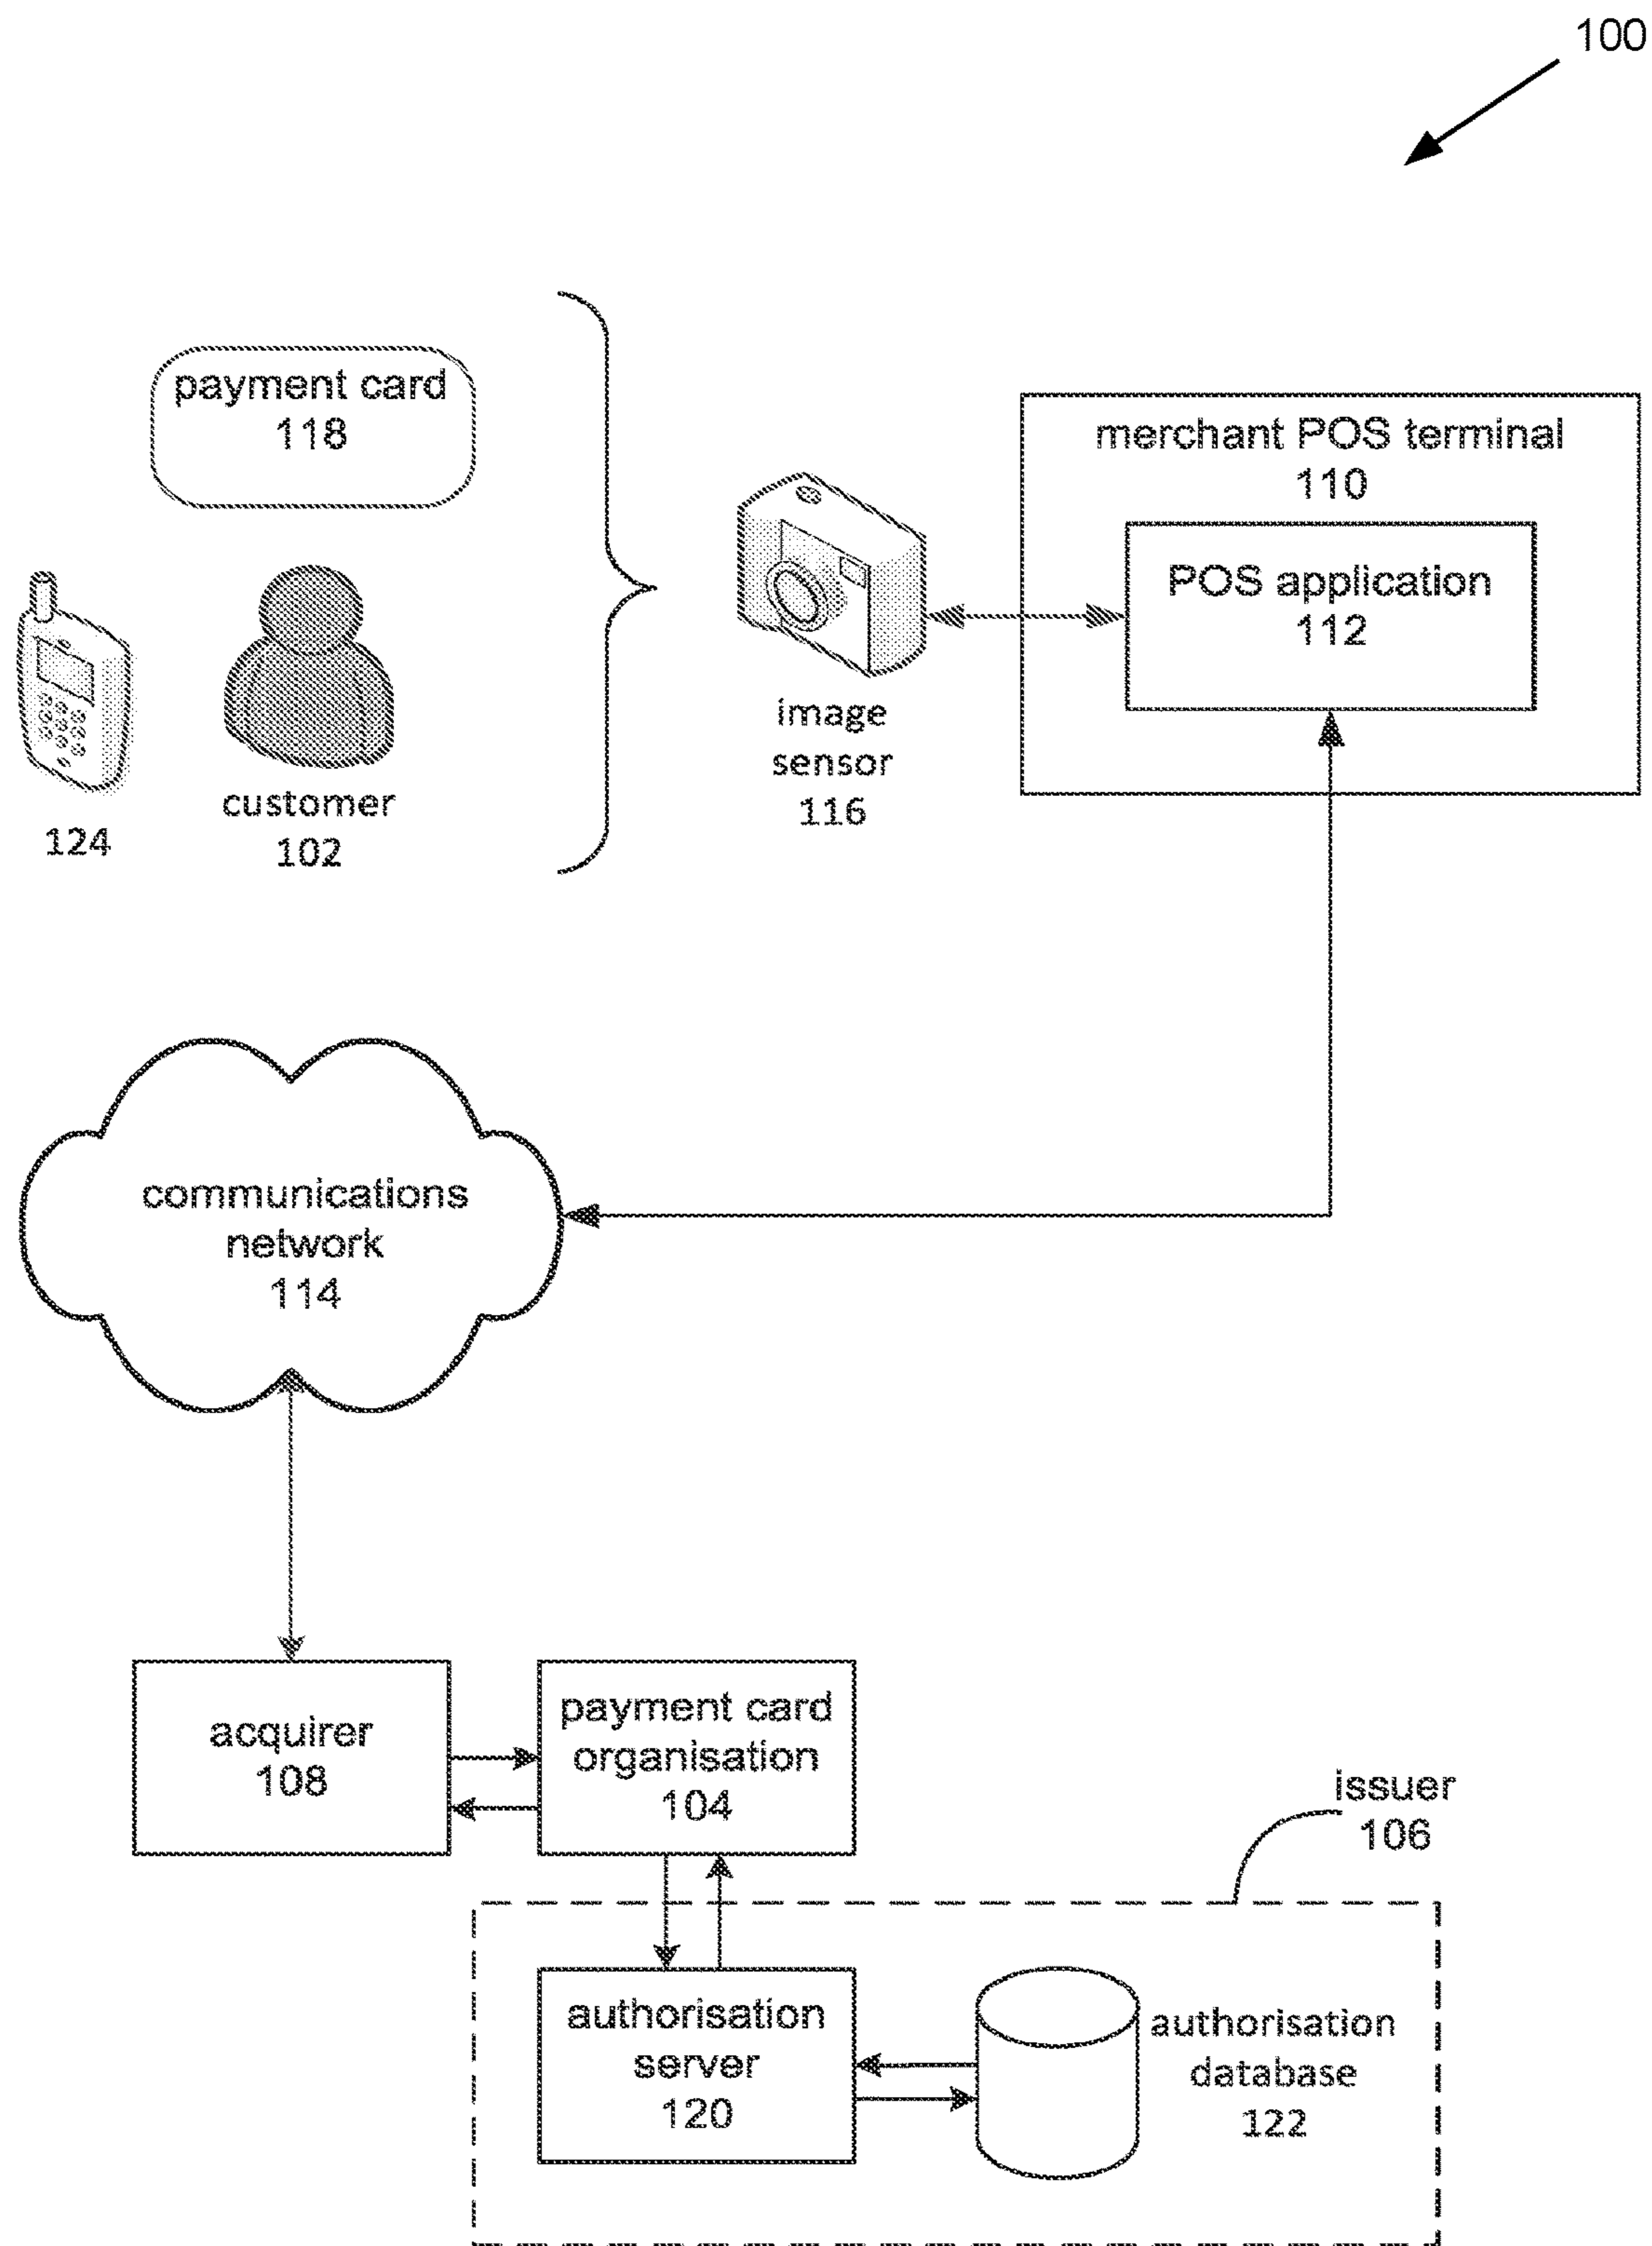 100
payment card
118
merchant POS terminal
110
POS application
112
image
sensor
116
customer
102
124
communications
network
114
acquirer
108
payment card
organisation
104
issuer
106
authorisation
server
120
authorisation
database
122